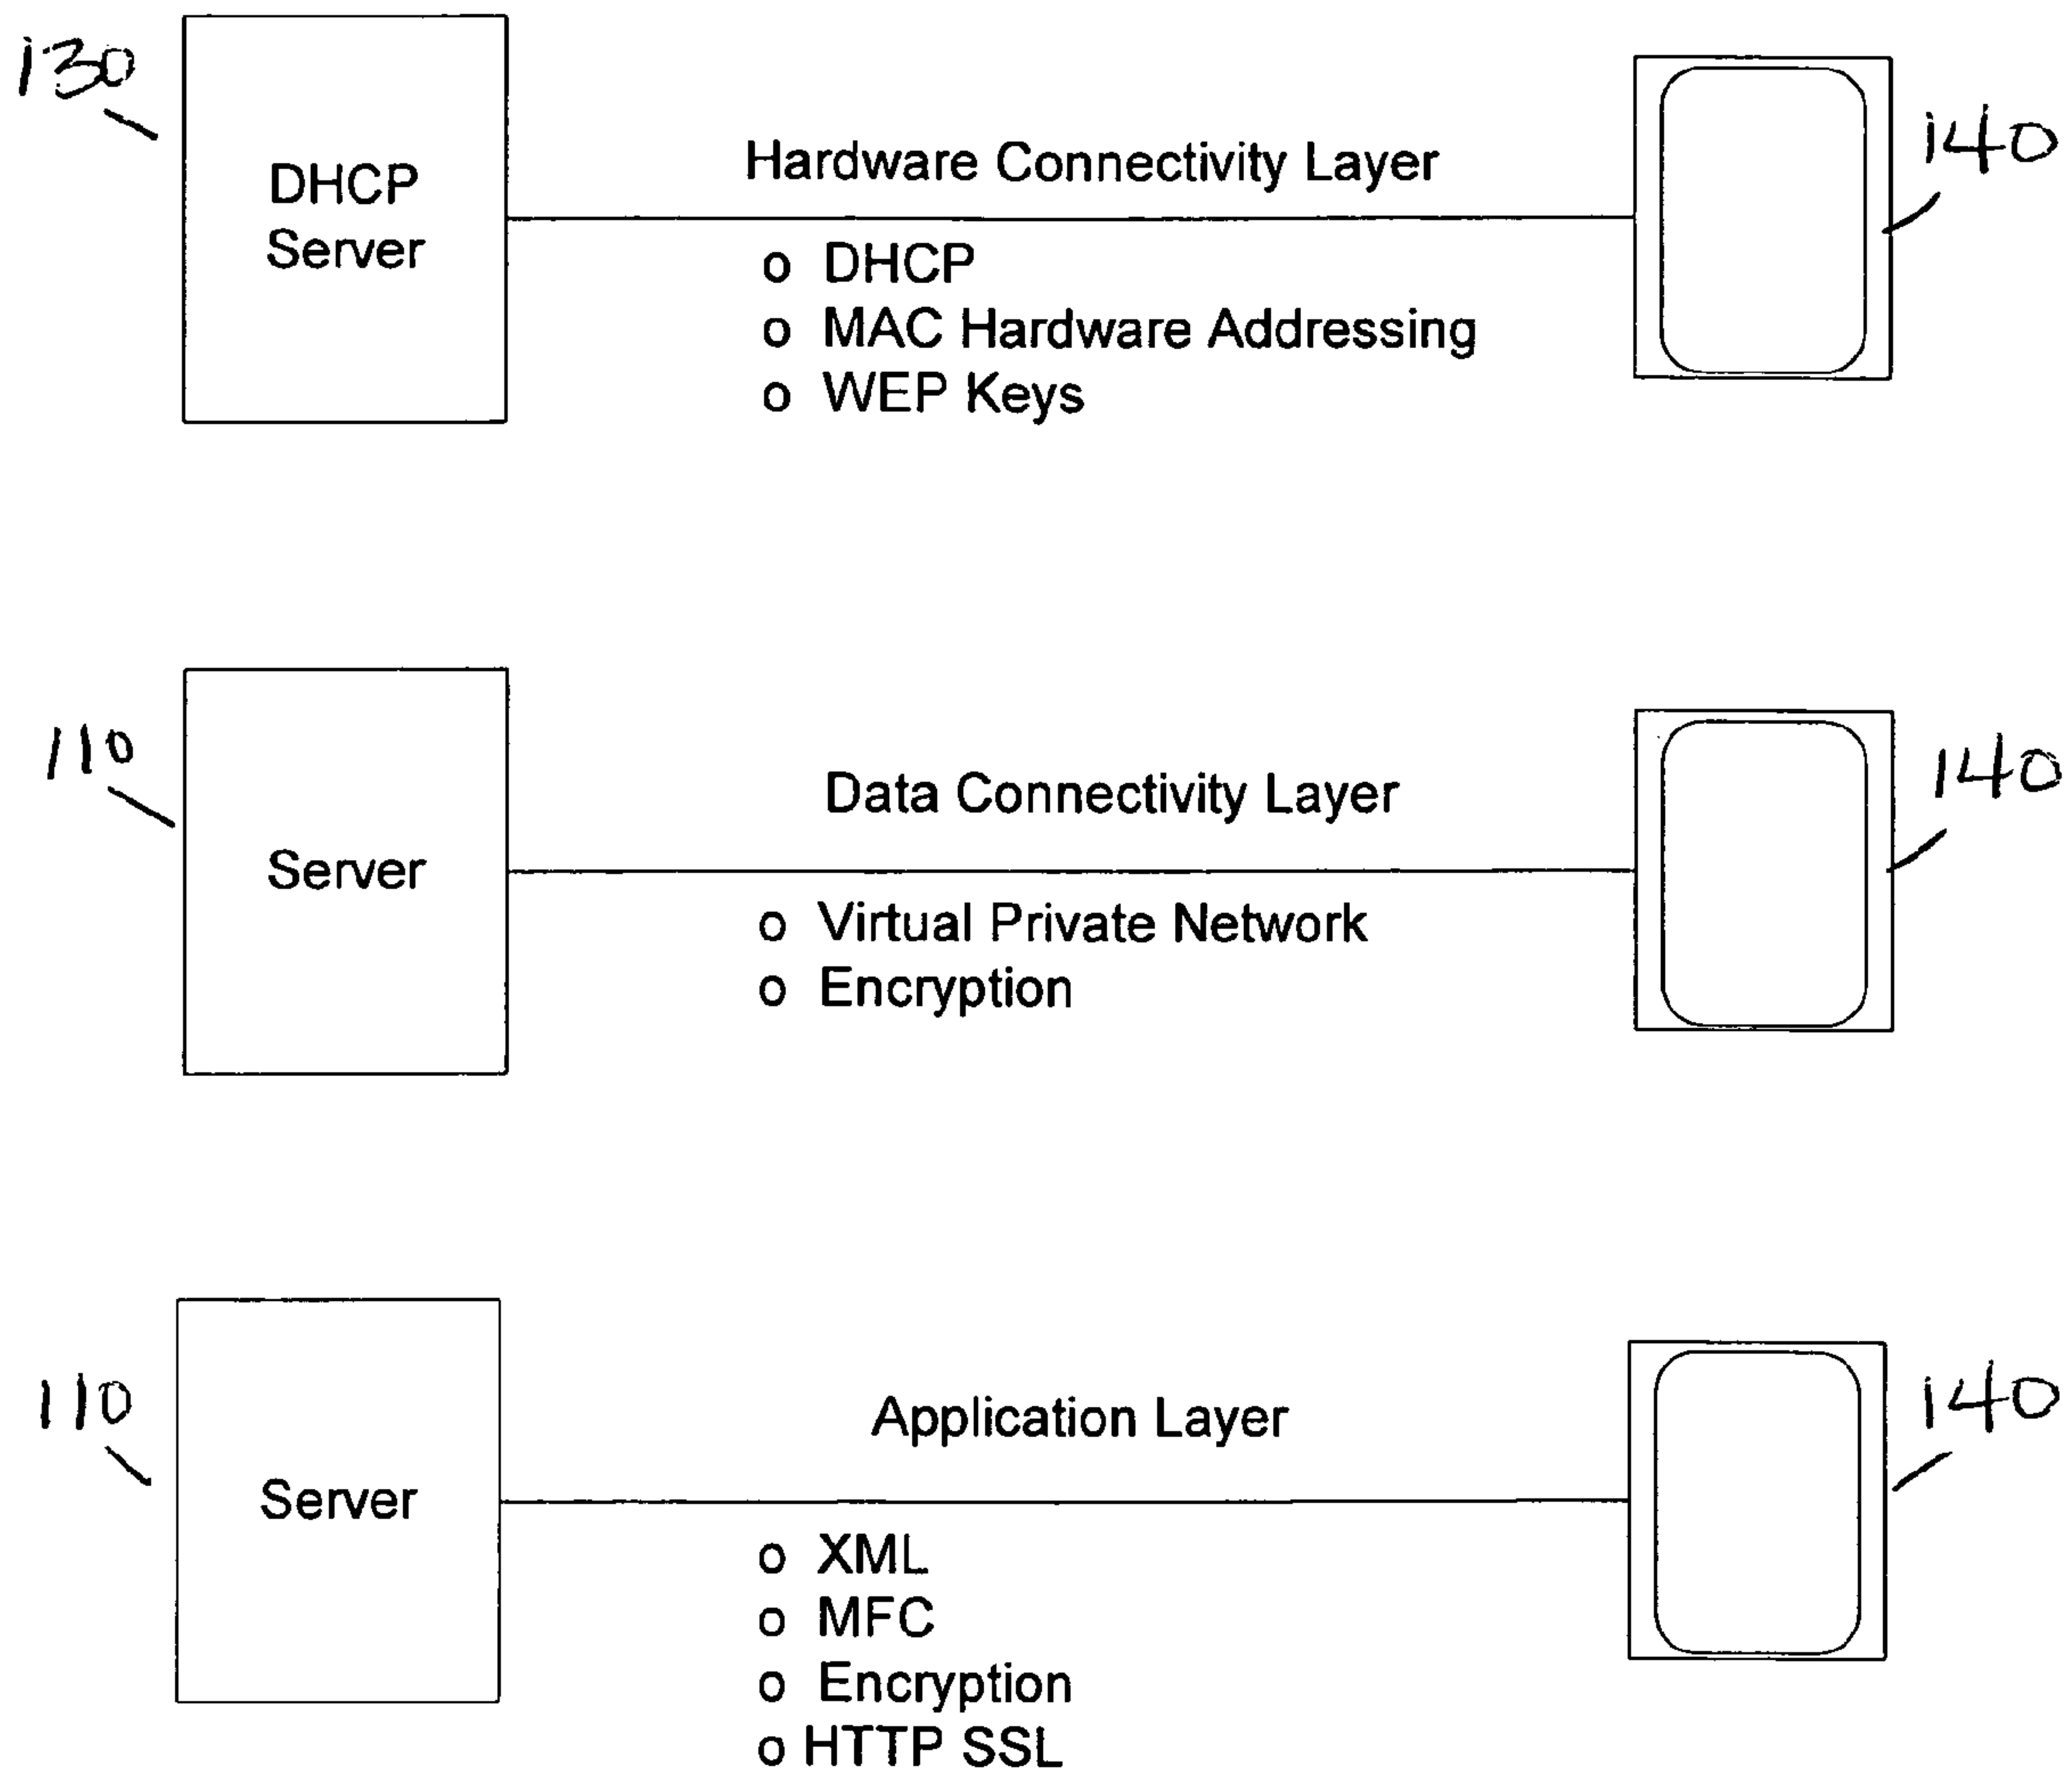 130
DHCP
Server
Hardware Connectivity Layer
140
o DHCP
o MAC Hardware Addressing
o WEP Keys
110
Server
Data Connectivity Layer
140
o Virtual Private Network
o Encryption
110
Server
Application Layer
140
o XML
o MFC
o Encryption
o HTTP SSL